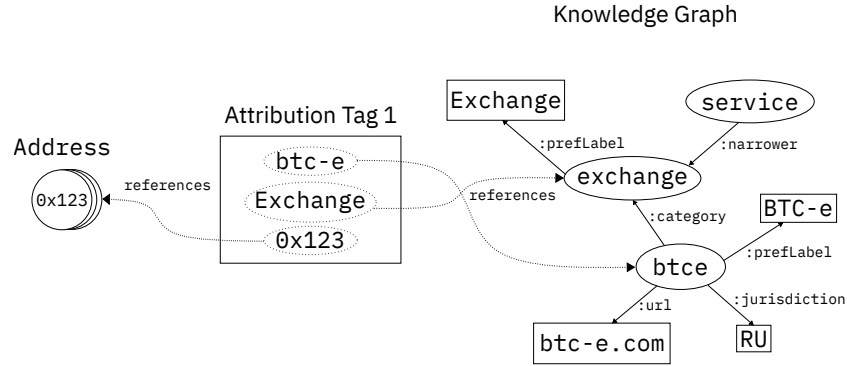 Knowledge Graph
Exchange
service
Attribution Tag 1
:prefLabel
:narrower
Address
btc-e
exchange
references
references
0x123
Exchange
BTC-e
:category
0x123
:prefLabel
btce
:url
:jurisdiction
btc-e.com
RU